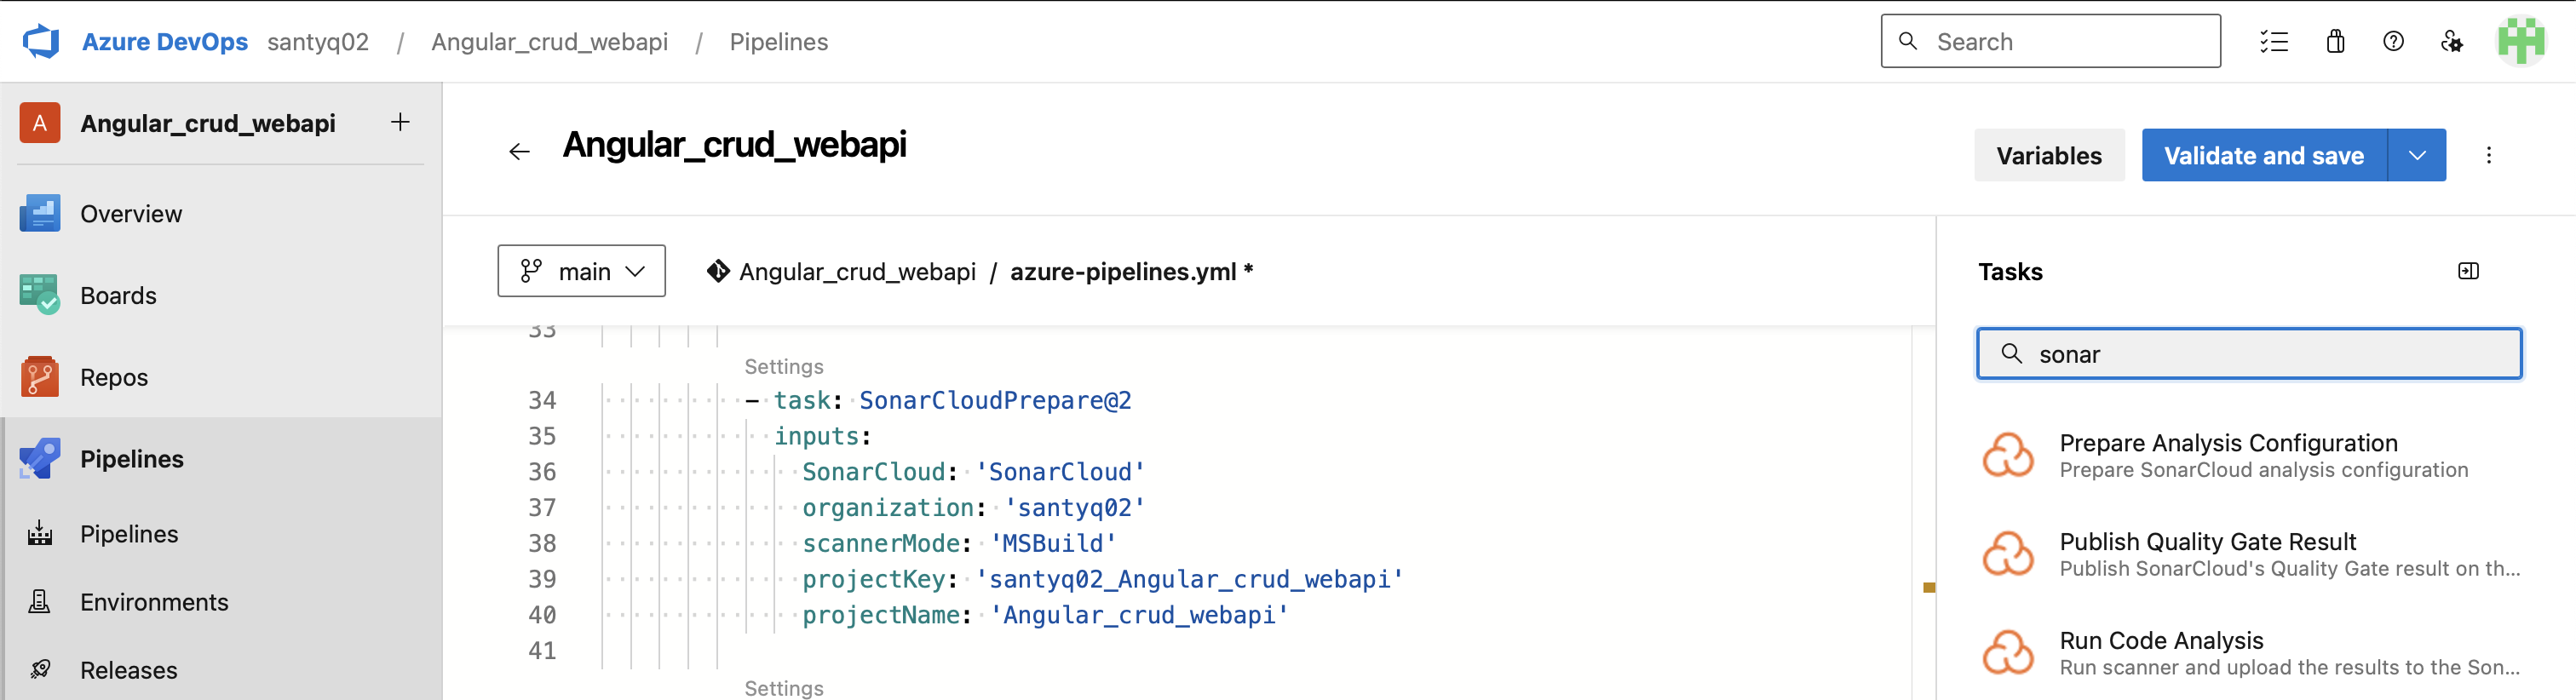 Azure DevOps santyq02 / Angular_crud_webapi / Pipelines
Search
A Angular_crud_webapi +
Overview
Boards
Repos
Pipelines
Pipelines
Environments
Releases
← Angular_crud_webapi
Variables
Validate and save
main
Angular_crud_webapi / azure-pipelines.yml *
33
Settings
34 - task: SonarCloudPrepare@2
35 inputs:
36 SonarCloud: 'SonarCloud'
37 organization: 'santyq02'
38 scannerMode: 'MSBuild'
39 projectKey: 'santyq02_Angular_crud_webapi'
40 projectName: 'Angular_crud_webapi'
41
Settings
Tasks
sonar
Prepare Analysis Configuration
Prepare SonarCloud analysis configuration
Publish Quality Gate Result
Publish SonarCloud's Quality Gate result on th...
Run Code Analysis
Run scanner and upload the results to the Son...